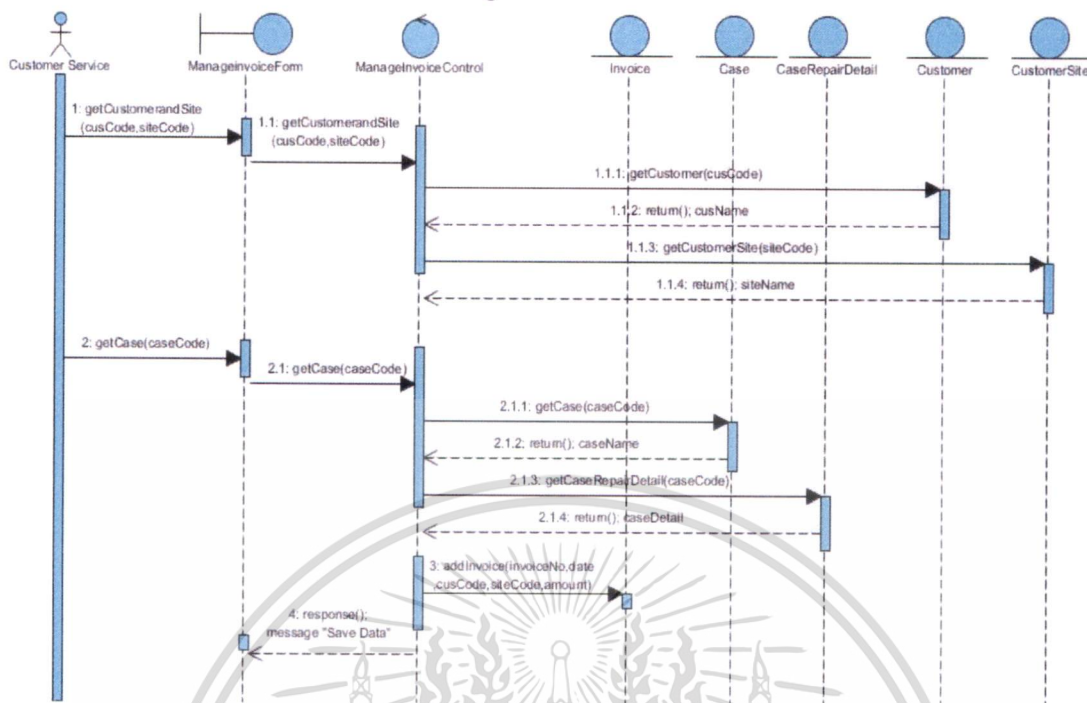 Customer Service
ManageinvoiceForm
ManageInvoiceControl
Invoice
Case
CaseRepairDetail
Customer
CustomerSite
1: getCustomerandSite
(cusCode,siteCode)
1.1: getCustomerandSite
(cusCode,siteCode)
1.1.1: getCustomer(cusCode)
1.1.2: return(); cusName
1.1.3: getCustomerSite(siteCode)
1.1.4: return(); siteName
2: getCase(caseCode)
2.1: getCase(caseCode)
2.1.1: getCase(caseCode)
2.1.2: return(); caseName
2.1.3: getCaseRepairDetail(caseCode)
2.1.4: return(); caseDetail
3: addInvoice(invoiceNo,date
,cusCode,siteCode,amount)
4: response();
message "Save Data"